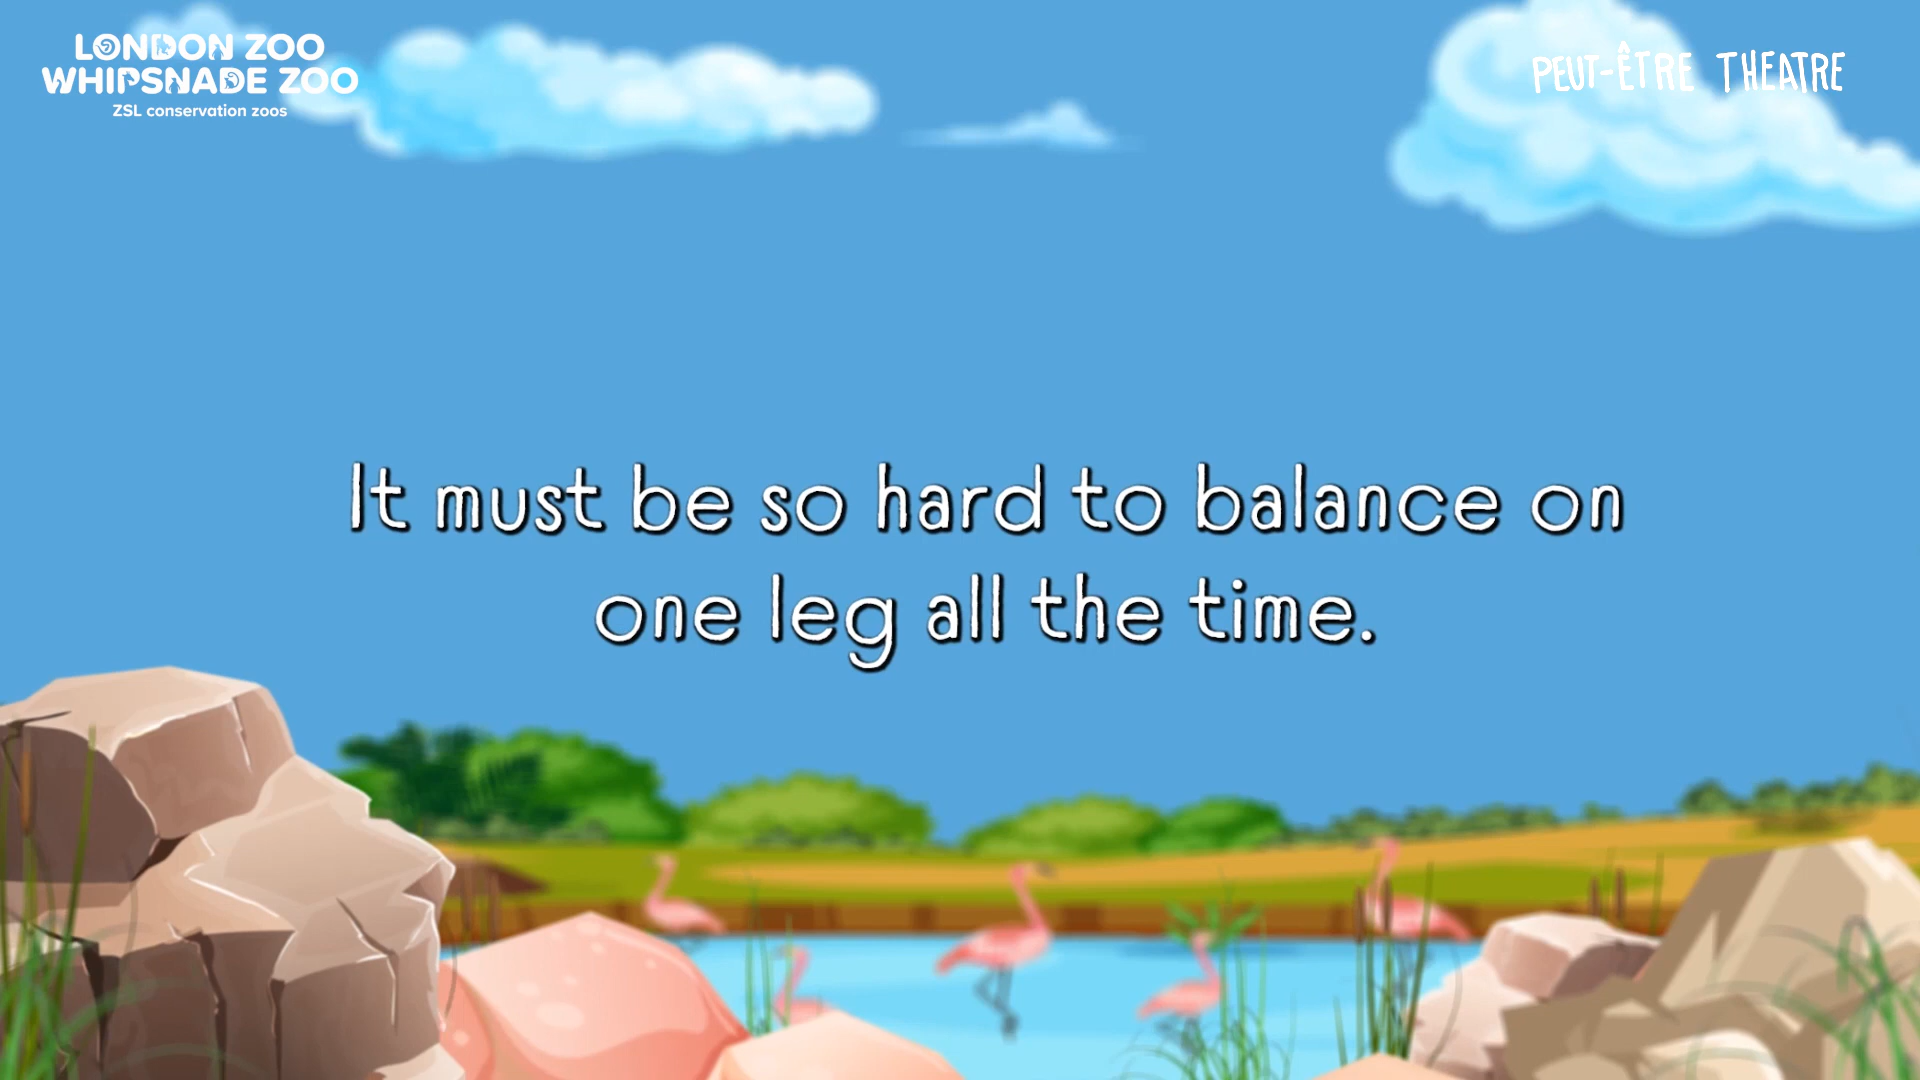 LONDON ZOO
WHIPSNADE ZOO
ZSL conservation zoos
PEUT-ÊTRE THEATRE
It must be so hard to balance on
one leg all the time.